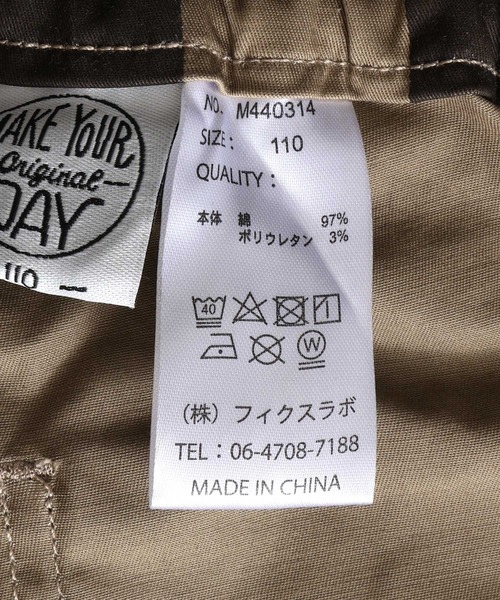 MAKE YOUR
Original
DAY
110
NO. M440314
SIZE: 110
QUALITY:
本体 綿 97%
ポリウレタン 3%
40
W
（株）フィクスラボ
TEL：06-4708-7188
MADE IN CHINA